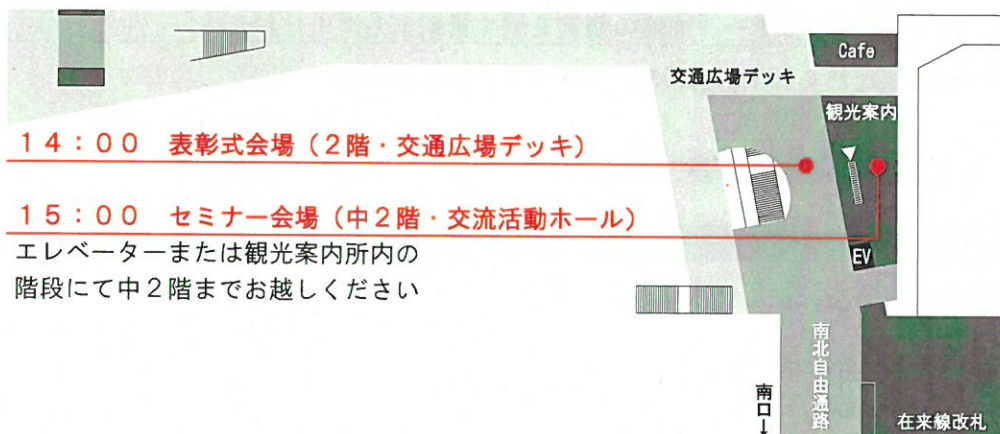 Cafe
交通広場デッキ
観光案内
14:00 表彰式会場(2階・交通広場デッキ)
15:00 セミナー会場(中2階・交流活動ホール)
エレベーターまたは観光案内所内の
階段にて中2階までお越しください
EV
南北自由通路
南口↓
在来線改札